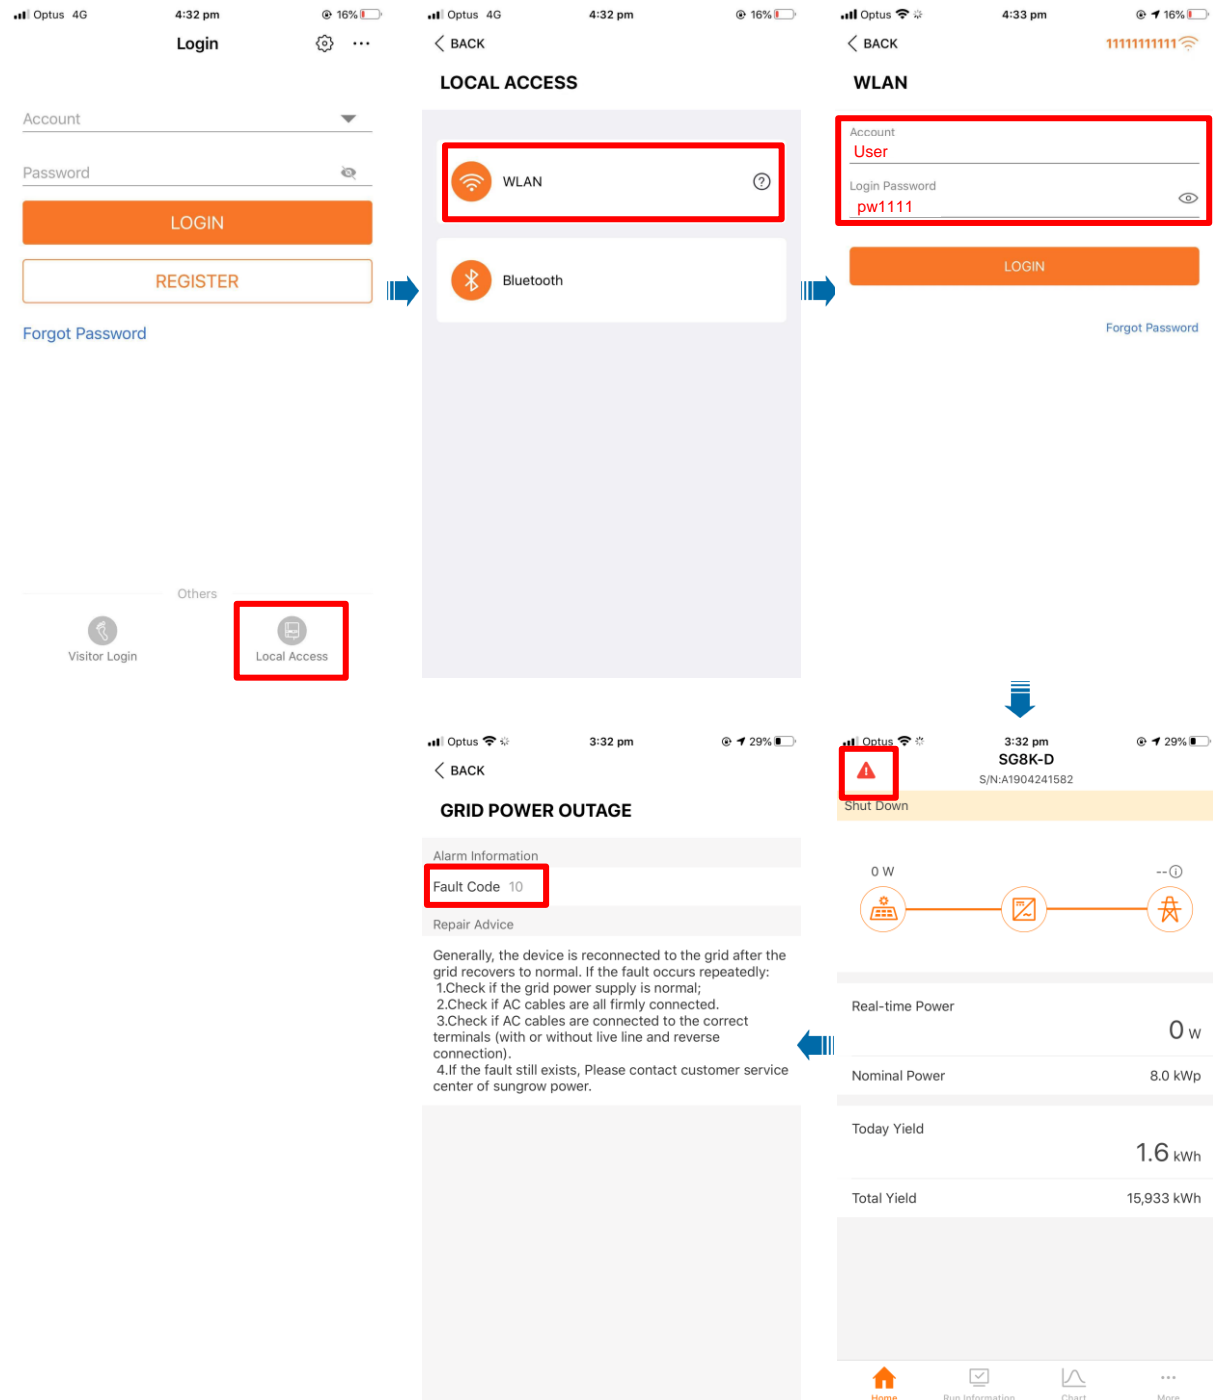 Optus 4G 4:32 pm 16%
Login
Account
Password
LOGIN
REGISTER
Forgot Password
Others
Visitor Login
Local Access
Optus 4G 4:32 pm 16%
BACK
LOCAL ACCESS
WLAN
Bluetooth
Optus 4:33 pm 16%
BACK 11111111111
WLAN
Account
User
Login Password
pw1111
LOGIN
Forgot Password
Optus 3:32 pm 29%
SG8K-D
S/N:A1904241582
Shut Down
0 W --
Real-time Power
0 W
Nominal Power 8.0 kWp
Today Yield
1.6 kWh
Total Yield 15,933 kWh
Home Run Information Chart More
Optus 3:32 pm 29%
BACK
GRID POWER OUTAGE
Alarm Information
Fault Code 10
Repair Advice
Generally, the device is reconnected to the grid after the
grid recovers to normal. If the fault occurs repeatedly:
1.Check if the grid power supply is normal;
2.Check if AC cables are all firmly connected.
3.Check if AC cables are connected to the correct
terminals (with or without live line and reverse
connection).
4.If the fault still exists, Please contact customer service
center of sungrow power.